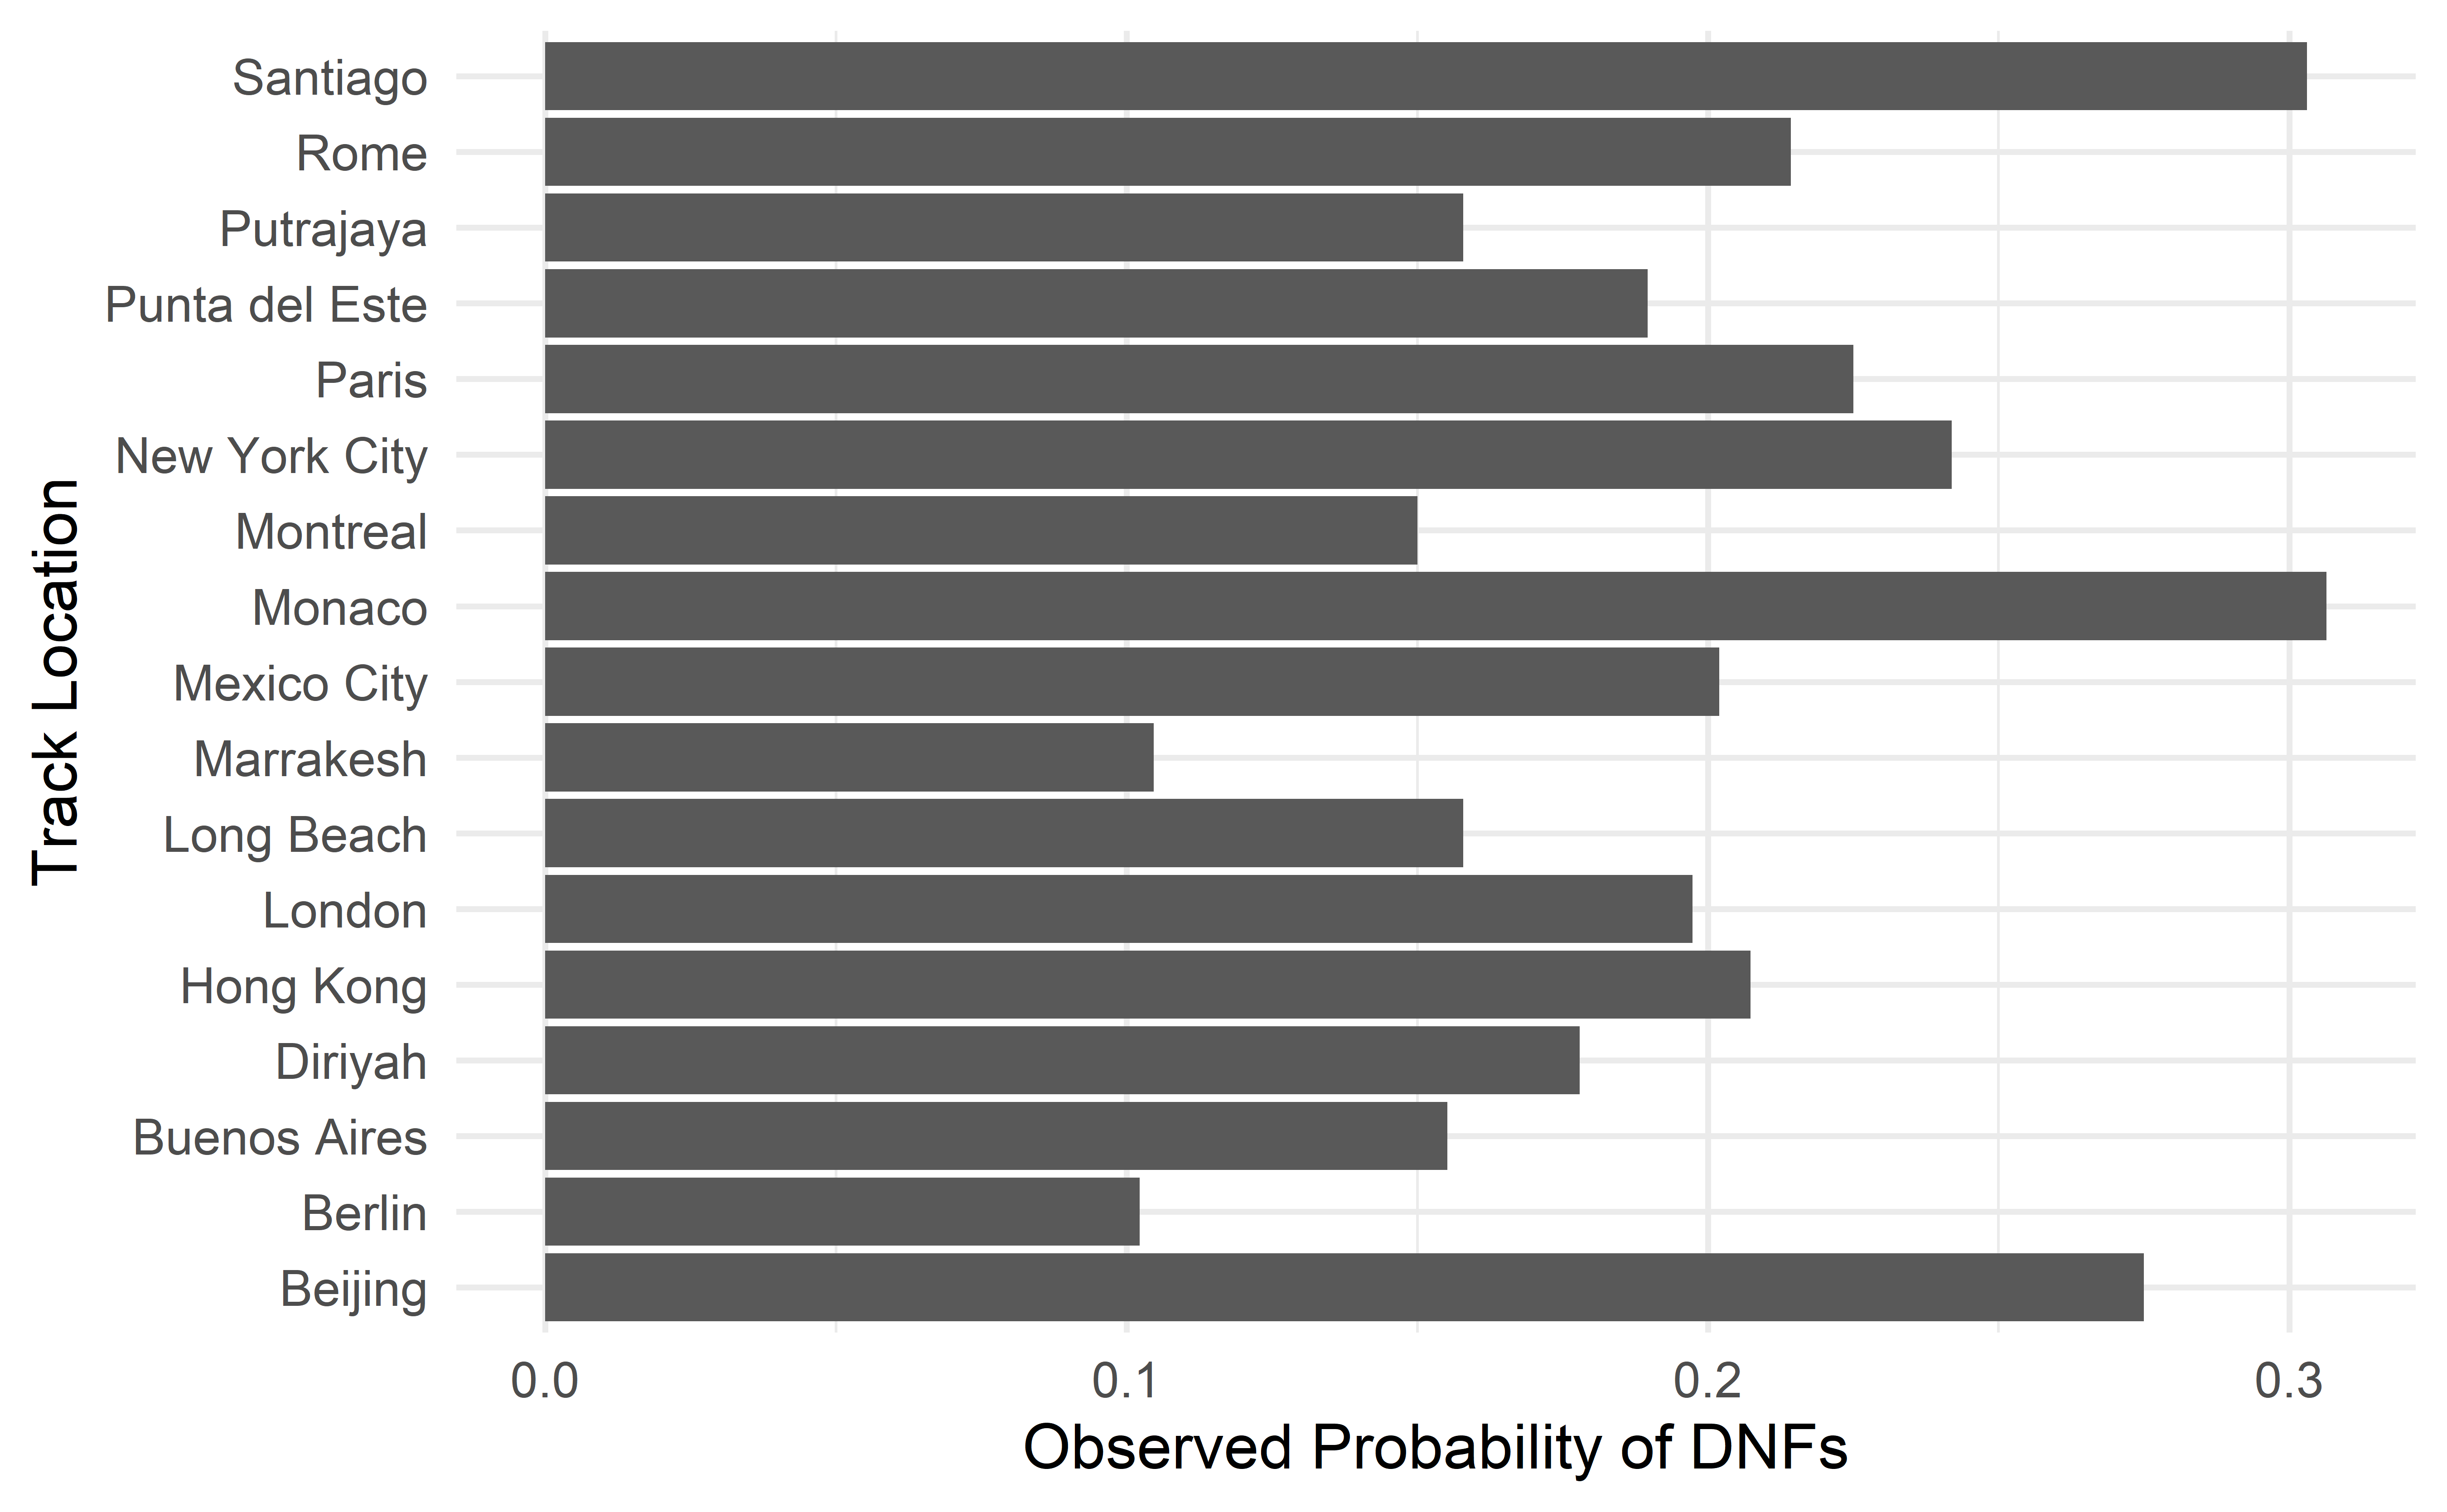 Santiago
Rome
Putrajaya
Punta del Este
Paris
New York City
Montreal
Monaco
Mexico City
Marrakesh
Long Beach
London
Hong Kong
Diriyah
Buenos Aires
Berlin
Beijing
Track Location
0.0 0.1 0.2 0.3
Observed Probability of DNFs